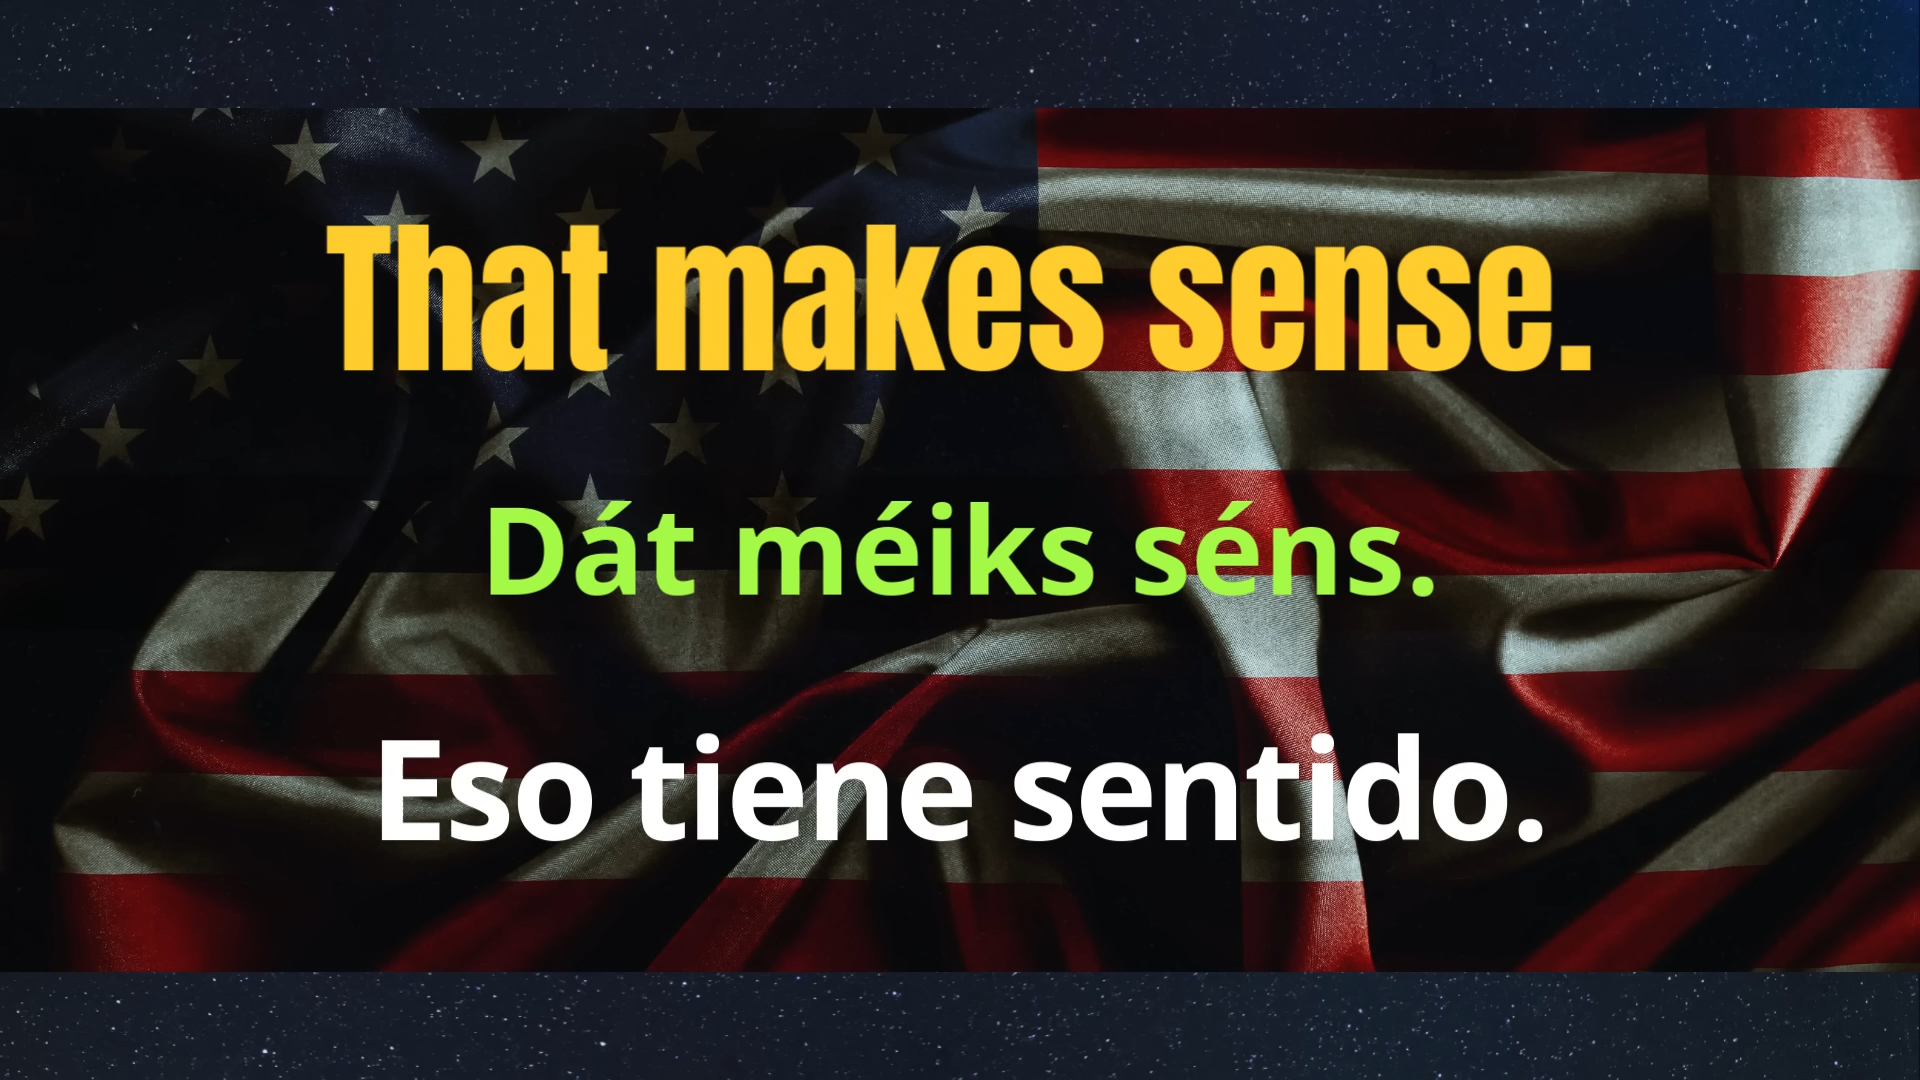 That makes sense.
Dát méiks séns.
Eso tiene sentido.